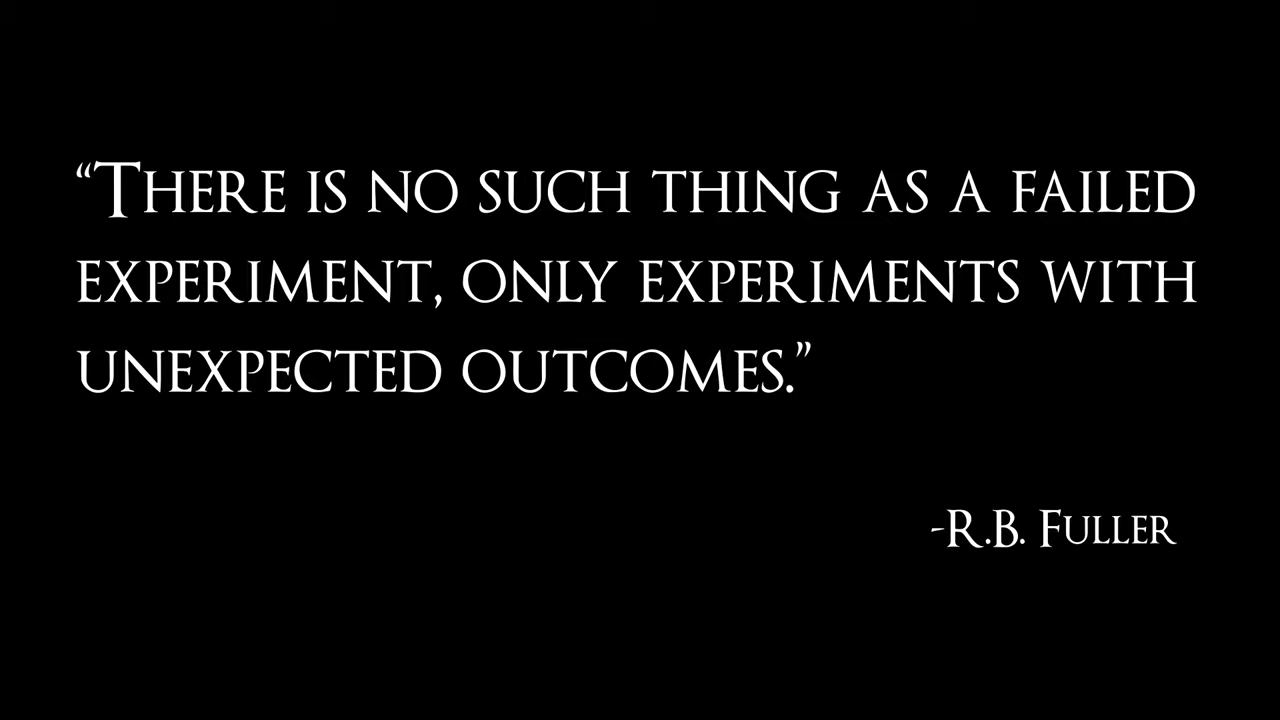 “There is no such thing as a failed
experiment, only experiments with
unexpected outcomes.”
-R.B. Fuller